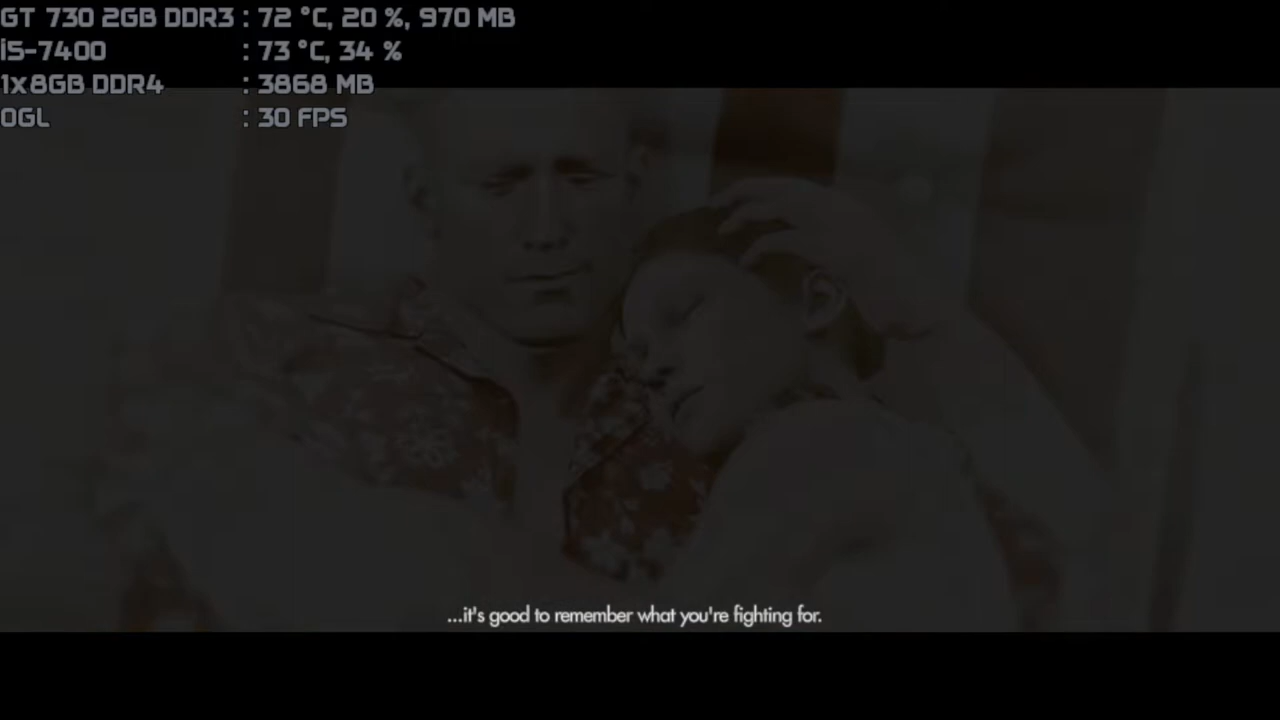 GT 730 2GB DDR3 : 72 °C, 20 %, 970 MB
i5-7400 : 73 °C, 34 %
1x8GB DDR4 : 3868 MB
OGL : 30 FPS
...it's good to remember what you're fighting for.